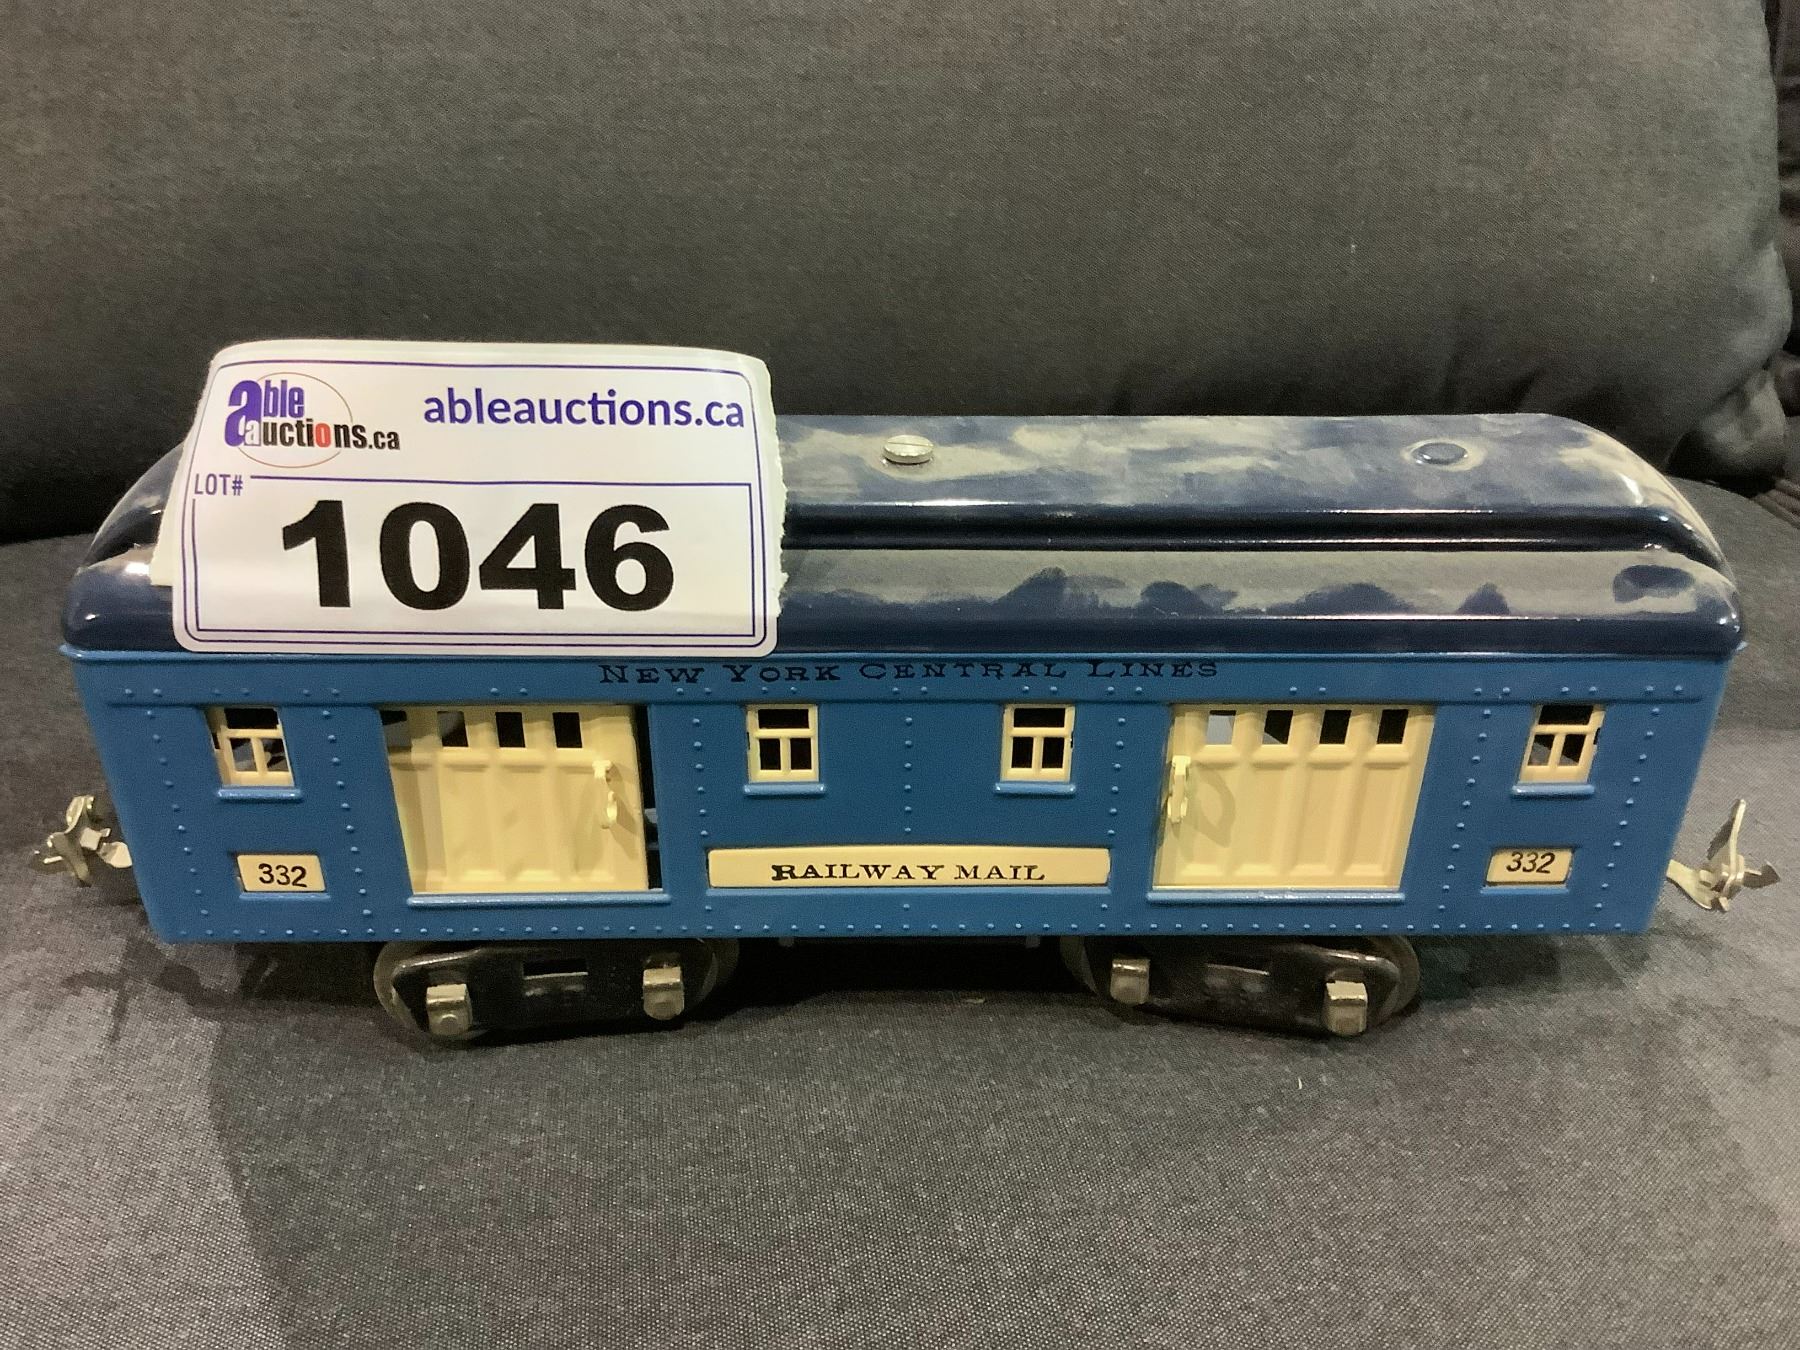 able
auctions.ca
ableauctions.ca
LOT#
1046
NEW YORK CENTRAL LINES
332
RAILWAY MAIL
332